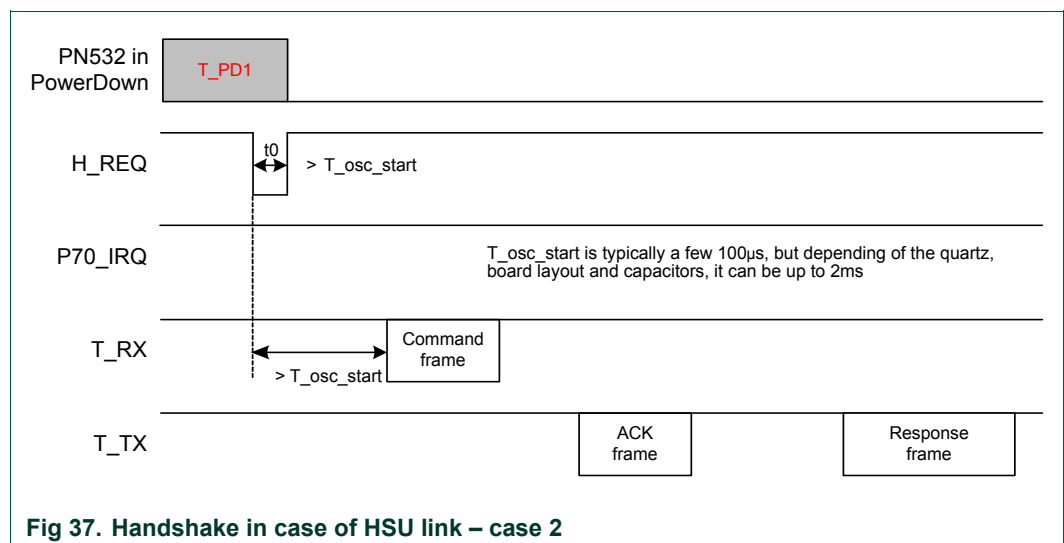 PN532 in
PowerDown
T_PD1
H_REQ
t0
> T_osc_start
P70_IRQ
T_osc_start is typically a few 100µs, but depending of the quartz,
board layout and capacitors, it can be up to 2ms
T_RX
Command
frame
> T_osc_start
T_TX
ACK
frame
Response
frame
Fig 37. Handshake in case of HSU link – case 2